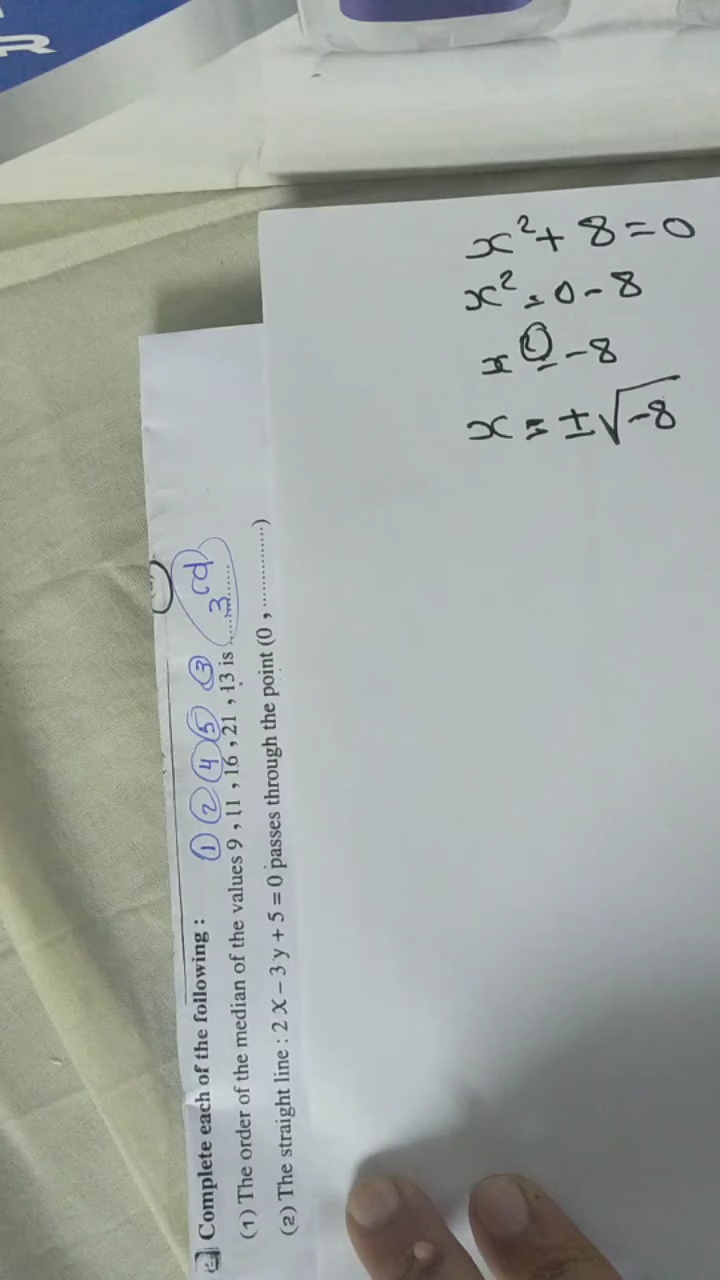 x²+ 8=0
x² = 0-8
x² = -8
x = ±√-8
Complete each of the following :
① ② ④ ⑤ ③
(1) The order of the median of the values 9 , 11 , 16 , 21 , 13 is .............. 3rd
(2) The straight line : 2 X – 3 y + 5 = 0 passes through the point (0 , ..............)